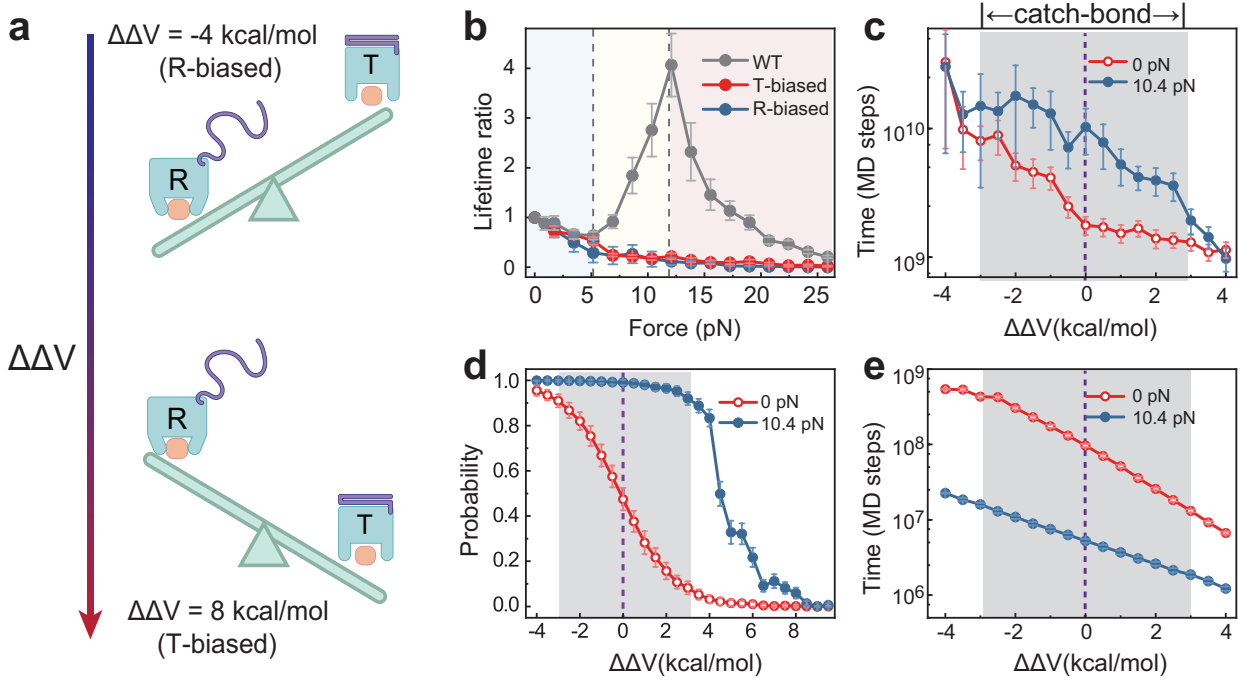 a
ΔΔV = -4 kcal/mol
(R-biased)
T
R
ΔΔV
R
T
ΔΔV = 8 kcal/mol
(T-biased)
b
Lifetime ratio
4
3
2
1
0
WT
T-biased
R-biased
0 5 10 15 20 25
Force (pN)
|←catch-bond→|
c
Time (MD steps)
10^10
10^9
0 pN
10.4 pN
-4 -2 0 2 4
ΔΔV(kcal/mol)
d
Probability
1.0
0.8
0.6
0.4
0.2
0.0
0 pN
10.4 pN
-4 -2 0 2 4 6 8
ΔΔV(kcal/mol)
e
Time (MD steps)
10^9
10^8
10^7
10^6
0 pN
10.4 pN
-4 -2 0 2 4
ΔΔV(kcal/mol)